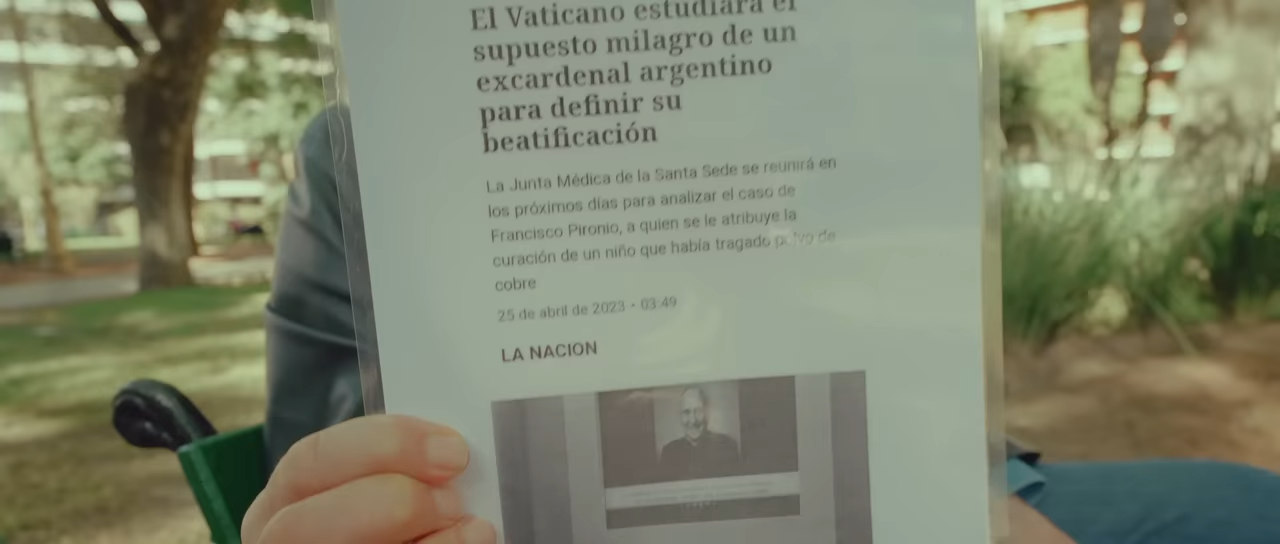 El Vaticano estudiará el
supuesto milagro de un
excardenal argentino
para definir su
beatificación
La Junta Médica de la Santa Sede se reunirá en
los próximos días para analizar el caso de
Francisco Pironio, a quien se le atribuye la
curación de un niño que había tragado polvo de
cobre
25 de abril de 2023 • 03:49
LA NACION